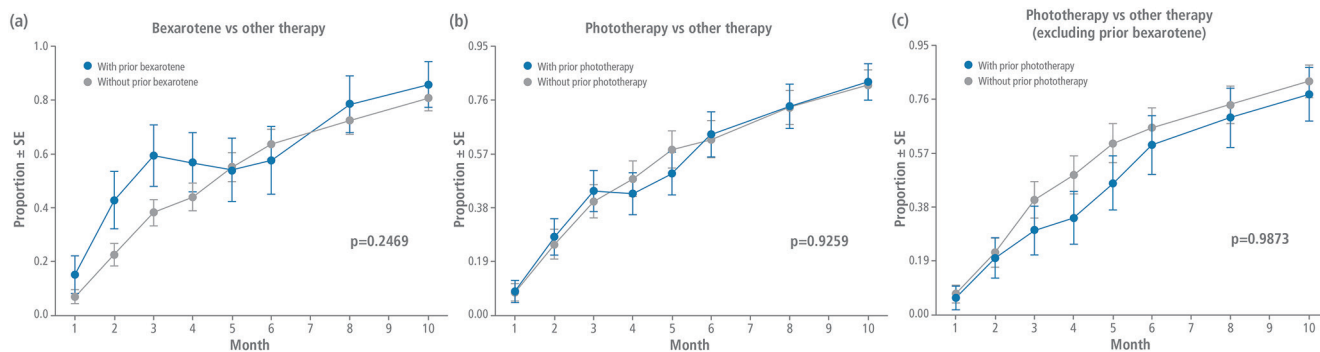 (a)
Bexarotene vs other therapy
With prior bexarotene
Without prior bexarotene
Proportion ± SE
1.0
0.8
0.6
0.4
0.2
0.0
p=0.2469
1 2 3 4 5 6 7 8 9 10
Month
(b)
Phototherapy vs other therapy
With prior phototherapy
Without prior phototherapy
Proportion ± SE
0.95
0.76
0.57
0.38
0.19
0.00
p=0.9259
1 2 3 4 5 6 7 8 9 10
Month
(c)
Phototherapy vs other therapy
(excluding prior bexarotene)
With prior phototherapy
Without prior phototherapy
Proportion ± SE
0.95
0.76
0.57
0.38
0.19
0.00
p=0.9873
1 2 3 4 5 6 7 8 9 10
Month